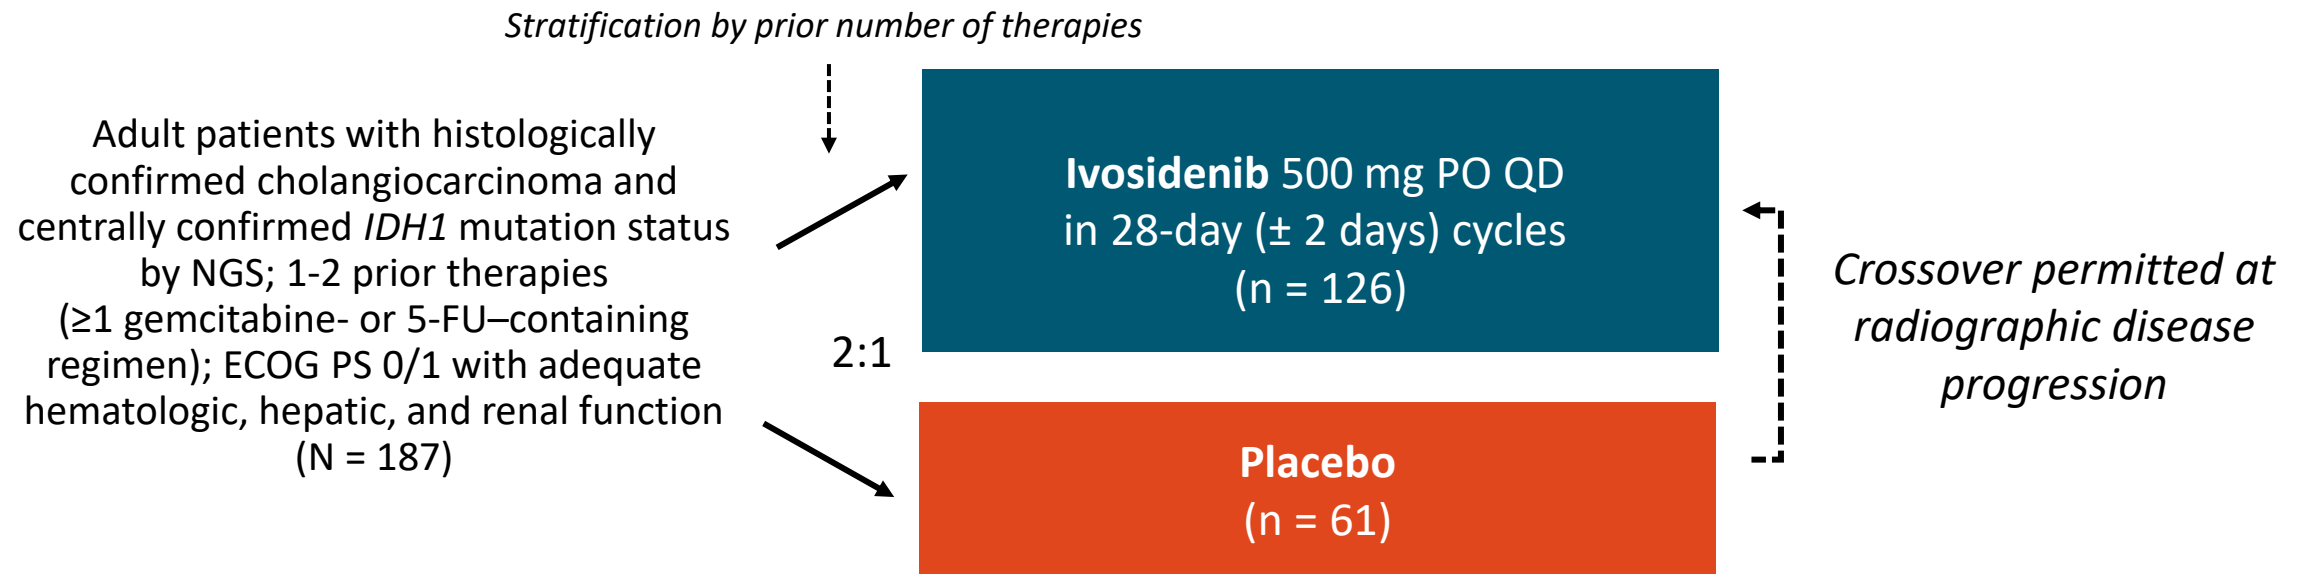 Stratification by prior number of therapies
Adult patients with histologically
confirmed cholangiocarcinoma and
centrally confirmed IDH1 mutation status
by NGS; 1-2 prior therapies
(≥1 gemcitabine- or 5-FU–containing
regimen); ECOG PS 0/1 with adequate
hematologic, hepatic, and renal function
(N = 187)
2:1
Ivosidenib 500 mg PO QD
in 28-day (± 2 days) cycles
(n = 126)
Placebo
(n = 61)
Crossover permitted at
radiographic disease
progression